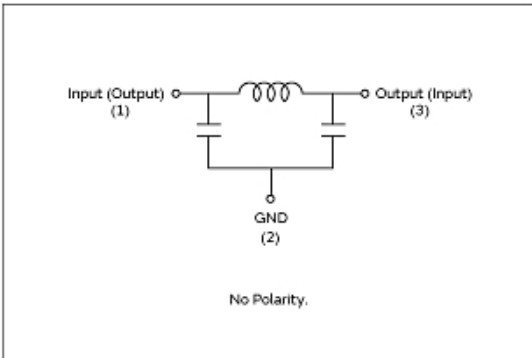 Input (Output)
(1)
Output (Input)
(3)
GND
(2)
No Polarity.